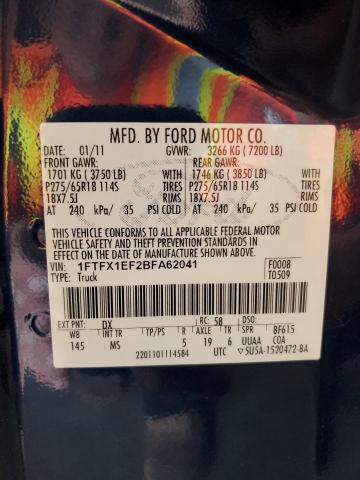 MFD. BY FORD MOTOR CO.
DATE: 01/11 GVWR: 3266 KG ( 7200 LB)
FRONT GAWR: REAR GAWR:
1701 KG ( 3750 LB) 1746 KG ( 3850 LB)
P275/65R18 114S TIRES P275/65R18 114S TIRES
18X7.5J RIMS 18X7.5J RIMS
AT 240 kPa/ 35 PSI COLD AT 240 kPa/ 35 PSI COLD
THIS VEHICLE CONFORMS TO ALL APPLICABLE FEDERAL MOTOR
VEHICLE SAFETY AND BUMPER STANDARDS IN
EFFECT ON THE DATE OF MANUFACTURE SHOWN ABOVE.
VIN: 1FTFX1EF2BFA62041 F0008
TYPE: Truck T0509
EXT PNT: DX RC: 58 DSO:
WB INT TR TP/PS R AXLE TR SPR BF615
145 MS 5 19 6 UUAA COA
2201101114584 UTC 5U5A-1520472-BA